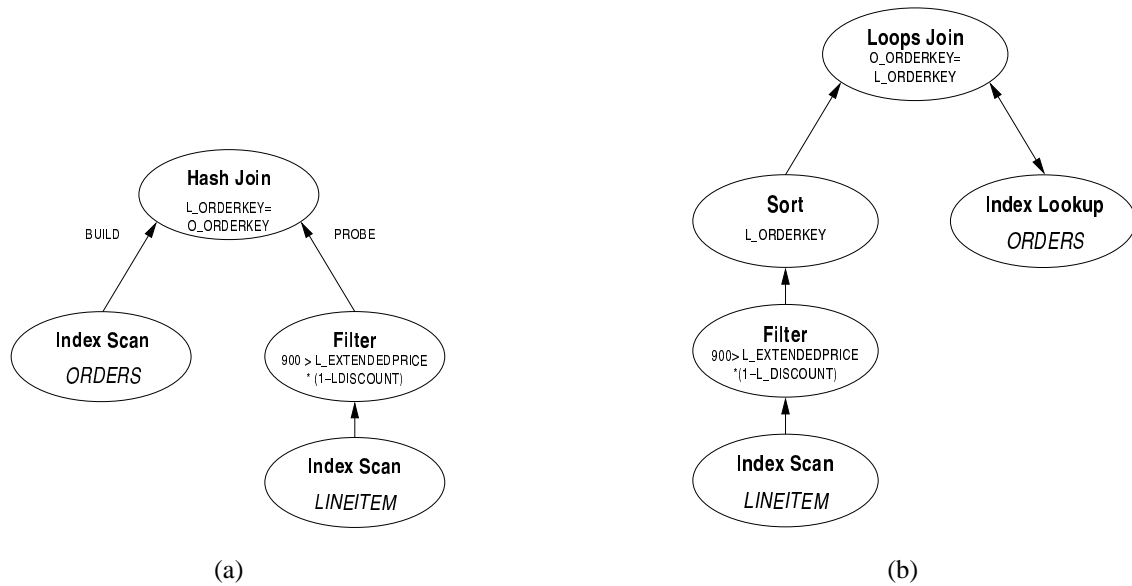 Hash Join
L_ORDERKEY=
O_ORDERKEY
BUILD
PROBE
Index Scan
ORDERS
Filter
900 > L_EXTENDEDPRICE
* (1-LDISCOUNT)
Index Scan
LINEITEM
(a)
Loops Join
O_ORDERKEY=
L_ORDERKEY
Sort
L_ORDERKEY
Index Lookup
ORDERS
Filter
900> L_EXTENDEDPRICE
*(1-L_DISCOUNT)
Index Scan
LINEITEM
(b)